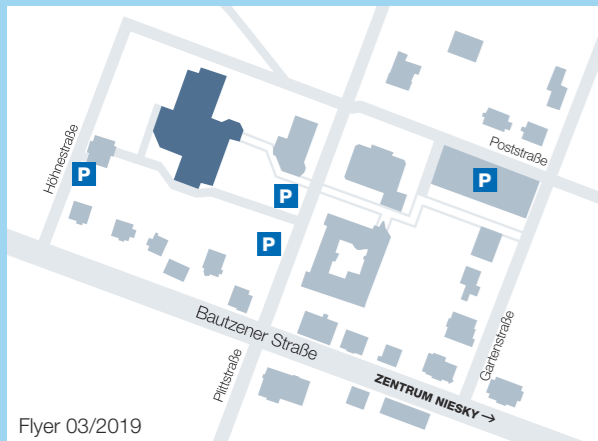 Poststraße
P
Höhnestraße
P
P
P
Bautzener Straße
Gartenstraße
Plittstraße
ZENTRUM NIESKY →
Flyer 03/2019